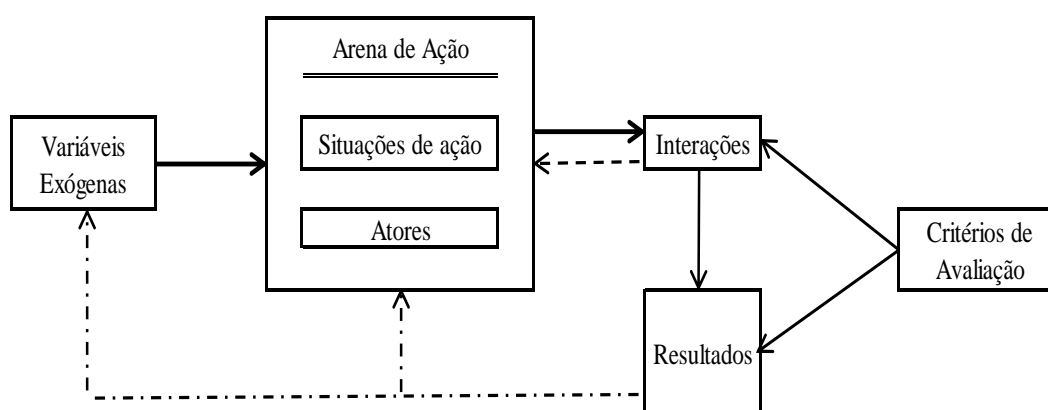 Arena de Ação
Situações de ação
Atores
Variáveis
Exógenas
Interações
Resultados
Critérios de
Avaliação